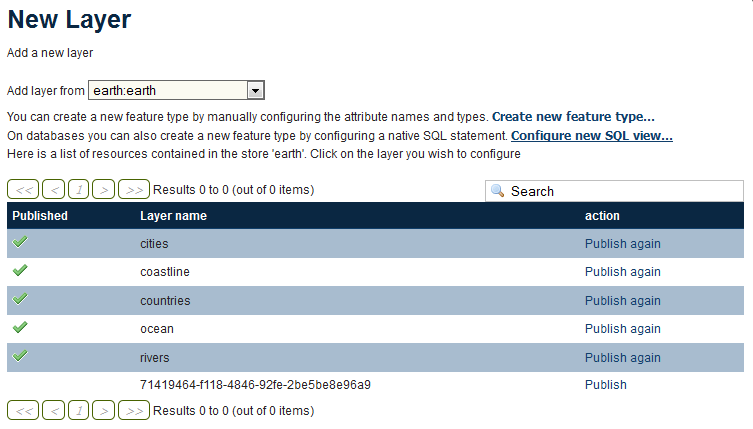 New Layer
Add a new layer
Add layer from earth:earth
You can create a new feature type by manually configuring the attribute names and types. Create new feature type...
On databases you can also create a new feature type by configuring a native SQL statement. Configure new SQL view...
Here is a list of resources contained in the store 'earth'. Click on the layer you wish to configure
<< < 1 > >> Results 0 to 0 (out of 0 items) Search
Published Layer name action
cities Publish again
coastline Publish again
countries Publish again
ocean Publish again
rivers Publish again
71419464-f118-4846-92fe-2be5be8e96a9 Publish
<< < 1 > >> Results 0 to 0 (out of 0 items)